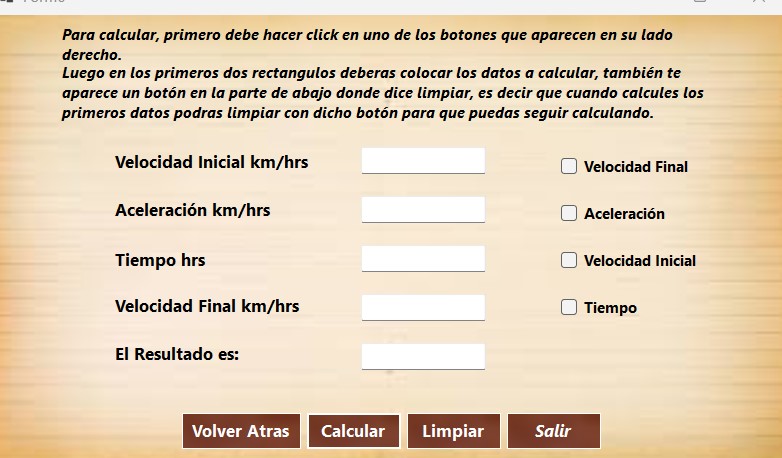 Para calcular, primero debe hacer click en uno de los botones que aparecen en su lado
derecho.
Luego en los primeros dos rectangulos deberas colocar los datos a calcular, también te
aparece un botón en la parte de abajo donde dice limpiar, es decir que cuando calcules los
primeros datos podras limpiar con dicho botón para que puedas seguir calculando.
Velocidad Inicial km/hrs
Velocidad Final
Aceleración km/hrs
Aceleración
Tiempo hrs
Velocidad Inicial
Velocidad Final km/hrs
Tiempo
El Resultado es:
Volver Atras
Calcular
Limpiar
Salir